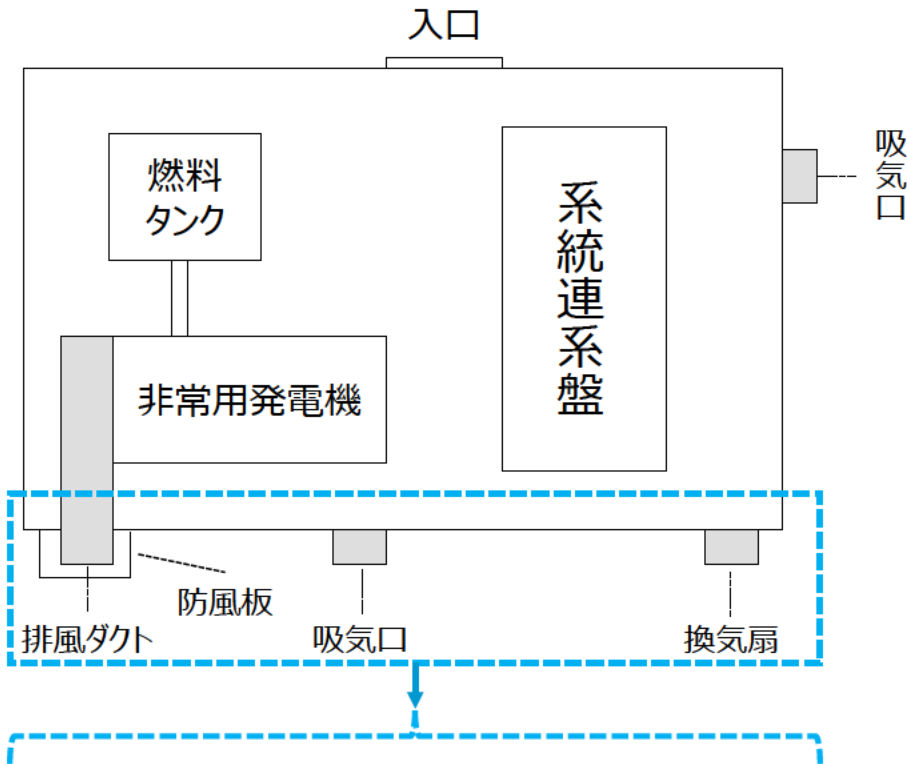 入口
燃料
タンク
系統連系盤
吸気口
非常用発電機
防風板
排風ダクト
吸気口
換気扇